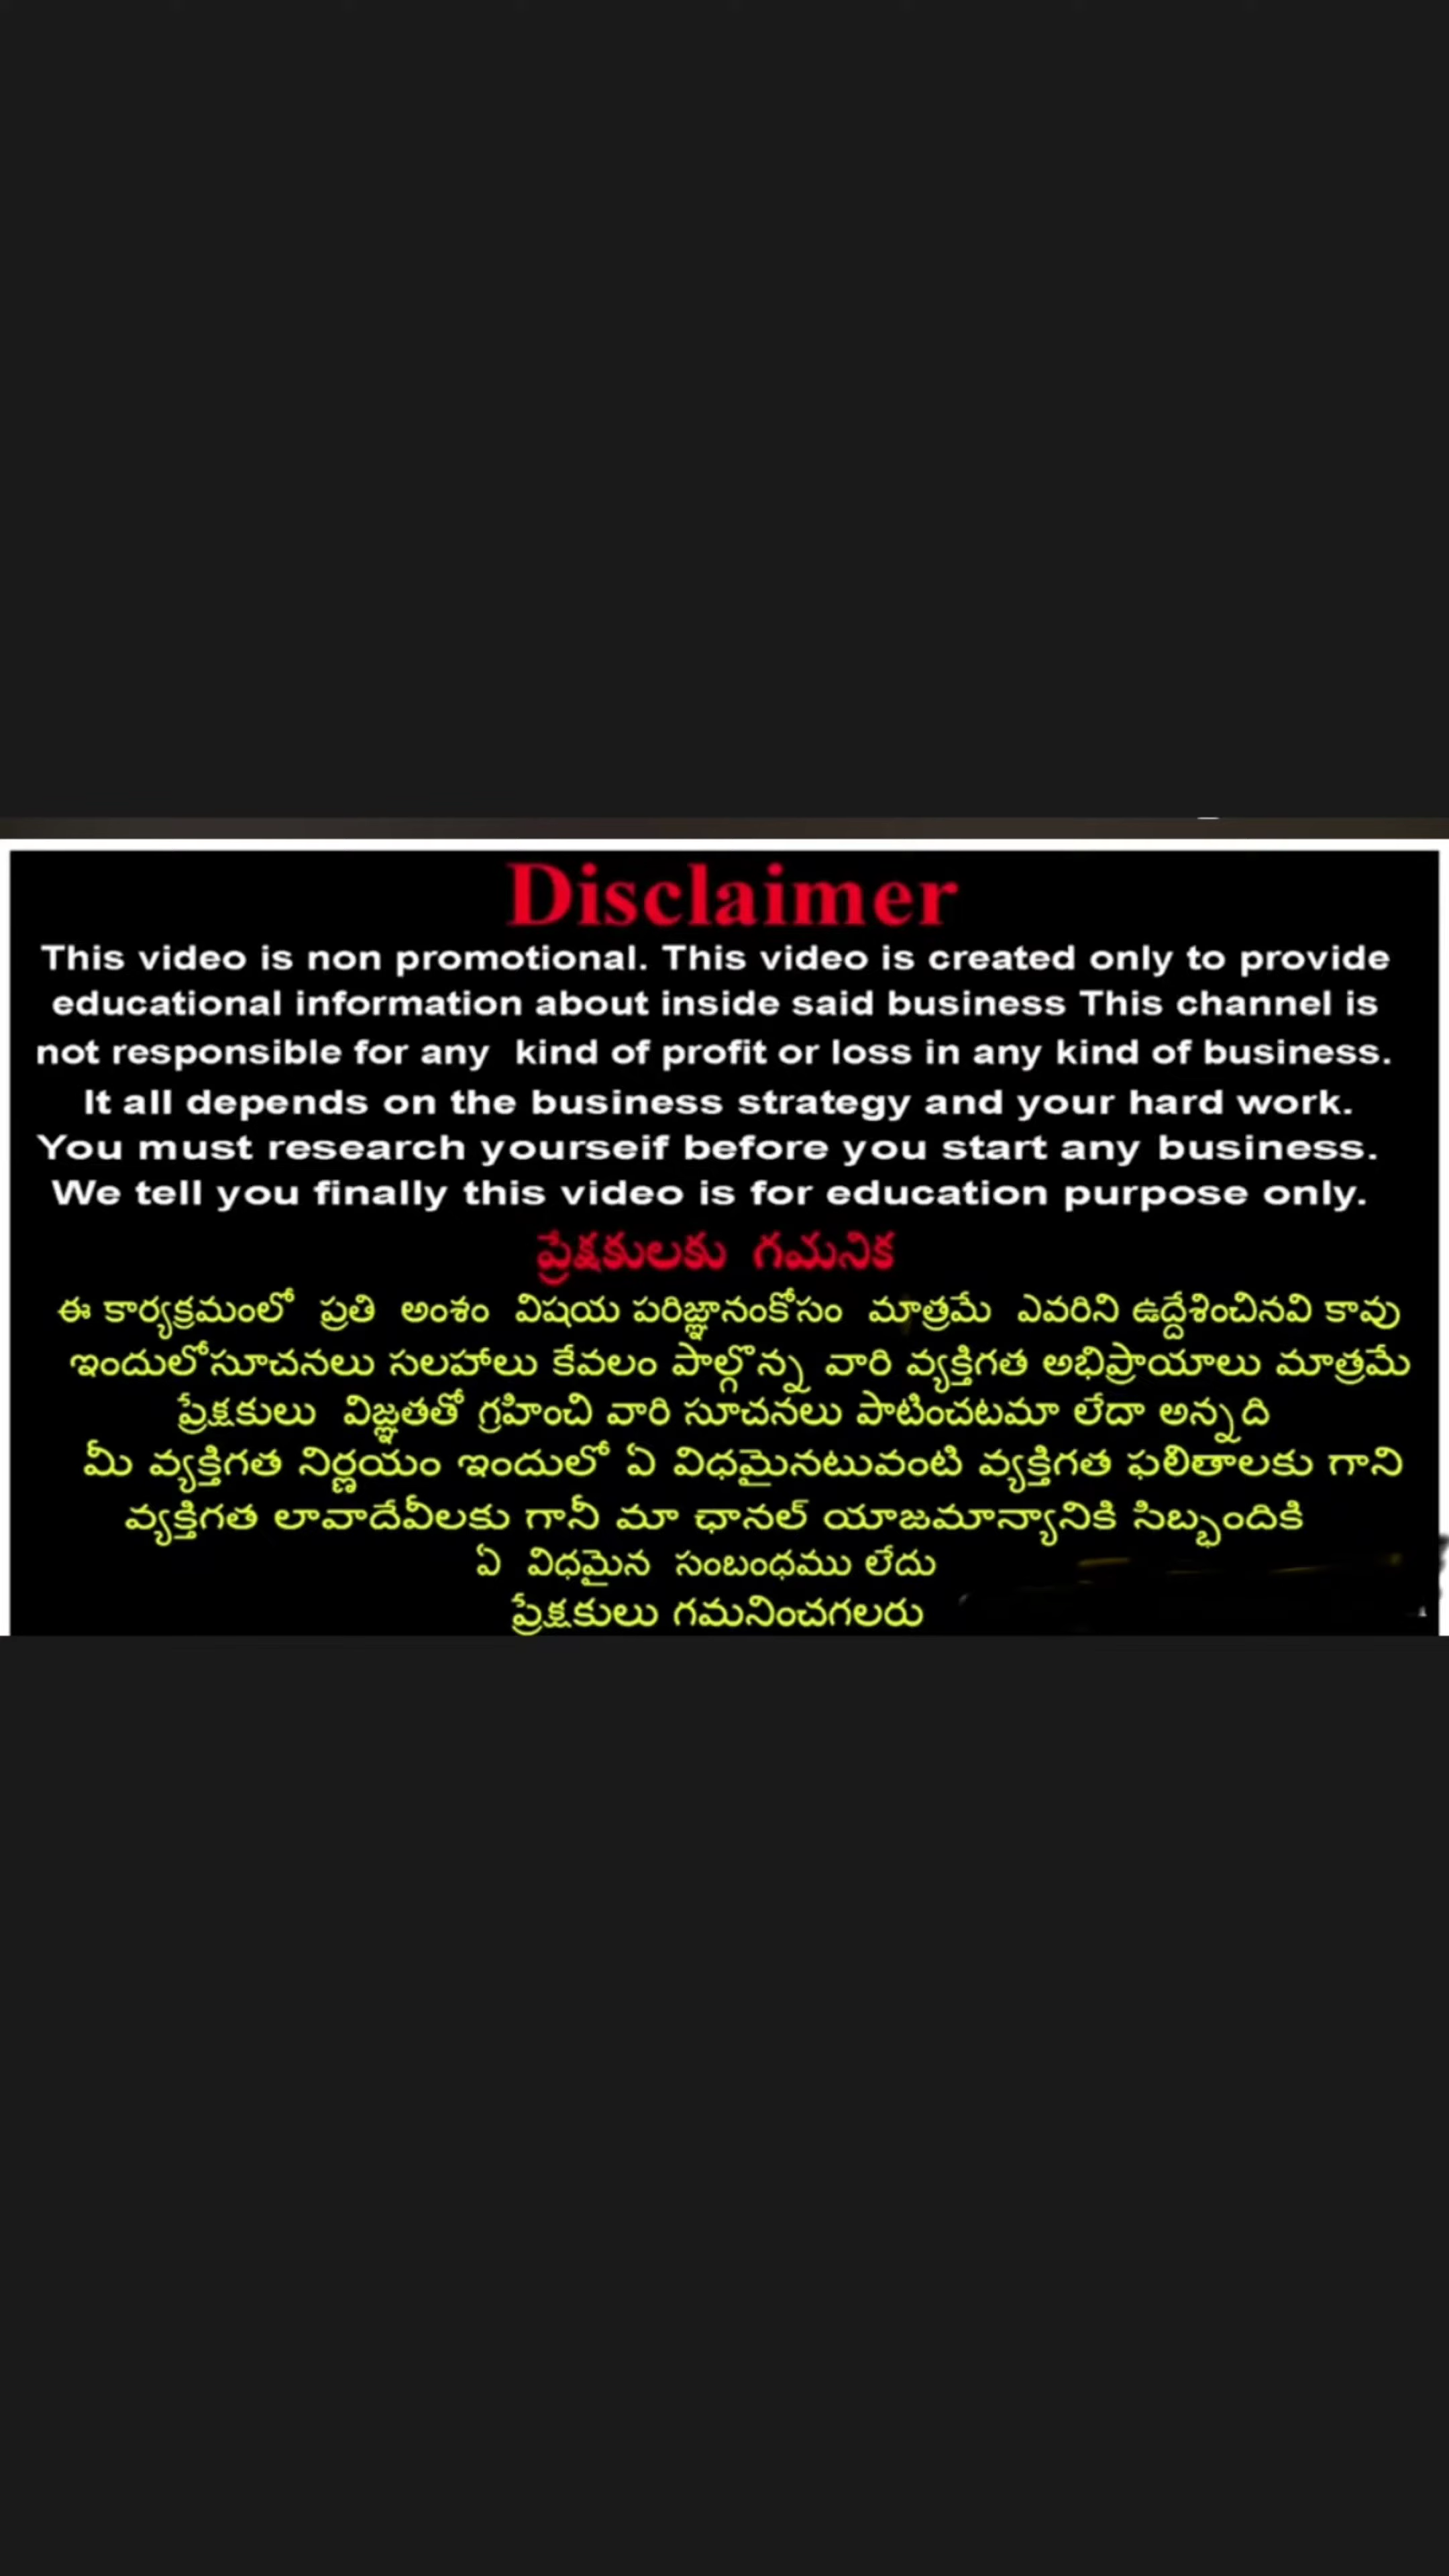 Disclaimer
This video is non promotional. This video is created only to provide
educational information about inside said business This channel is
not responsible for any kind of profit or loss in any kind of business.
It all depends on the business strategy and your hard work.
You must research yourseif before you start any business.
We tell you finally this video is for education purpose only.
ప్రేక్షకులకు గమనిక
ఈ కార్యక్రమంలో ప్రతి అంశం విషయ పరిజ్ఞానంకోసం మాత్రమే ఎవరిని ఉద్దేశించినవి కావు
ఇందులోసూచనలు సలహాలు కేవలం పాల్గొన్న వారి వ్యక్తిగత అభిప్రాయాలు మాత్రమే
ప్రేక్షకులు విజ్ఞతతో గ్రహించి వారి సూచనలు పాటించటమా లేదా అన్నది
మీ వ్యక్తిగత నిర్ణయం ఇందులో ఏ విధమైనటువంటి వ్యక్తిగత ఫలితాలకు గాని
వ్యక్తిగత లావాదేవీలకు గానీ మా ఛానల్ యాజమాన్యానికి సిబ్బందికి
ఏ విధమైన సంబంధము లేదు
ప్రేక్షకులు గమనించగలరు